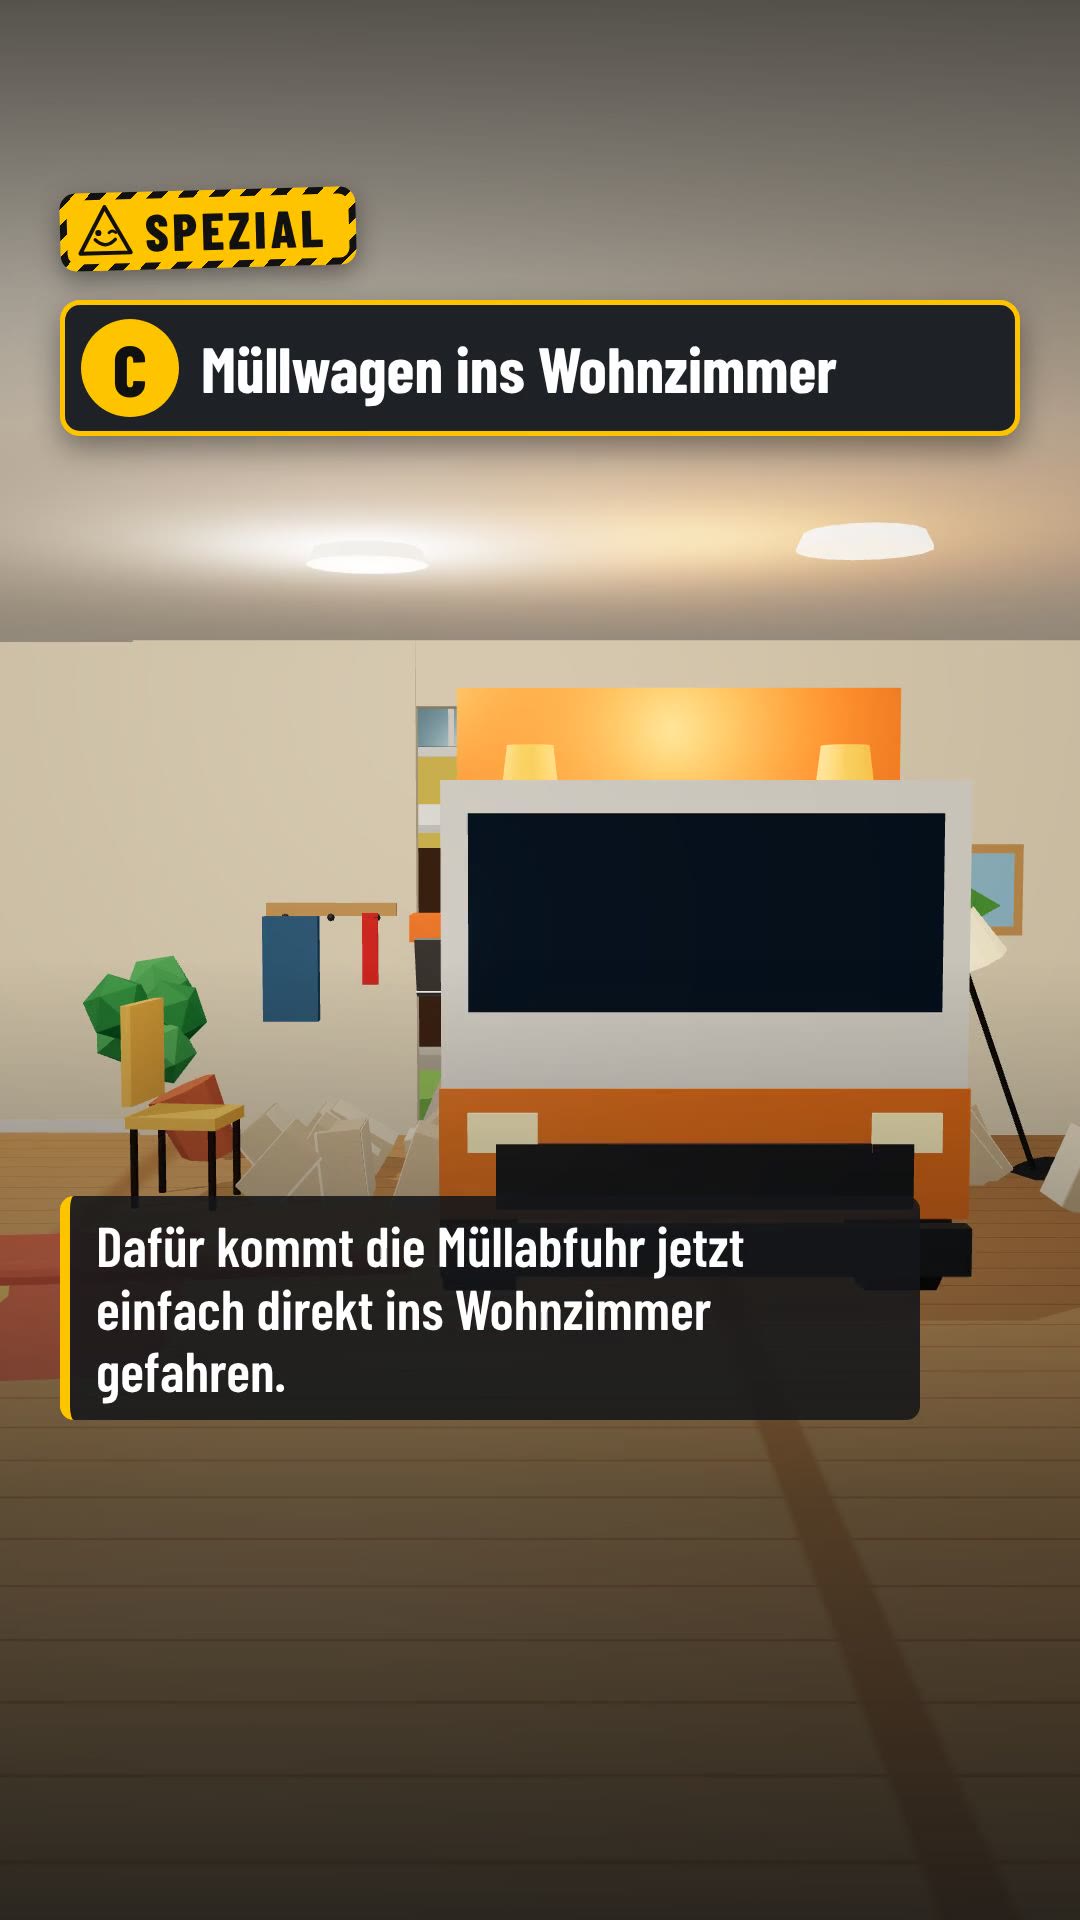 SPEZIAL
C Müllwagen ins Wohnzimmer
Dafür kommt die Müllabfuhr jetzt
einfach direkt ins Wohnzimmer
gefahren.